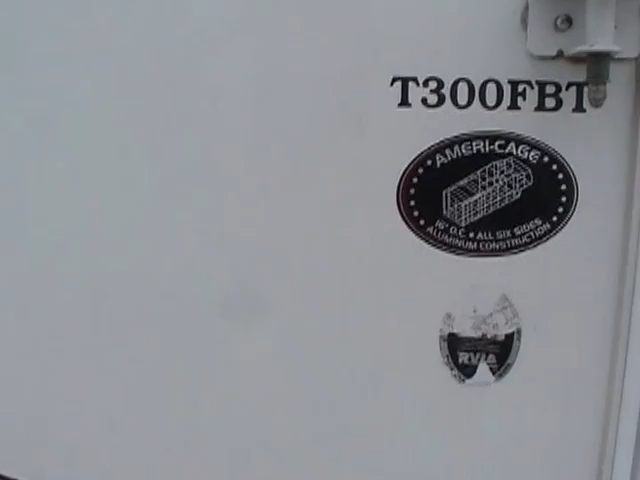 T300FBT
AMERI-CAGE
16" O.C. • ALL SIX SIDES
ALUMINUM CONSTRUCTION
RVIA